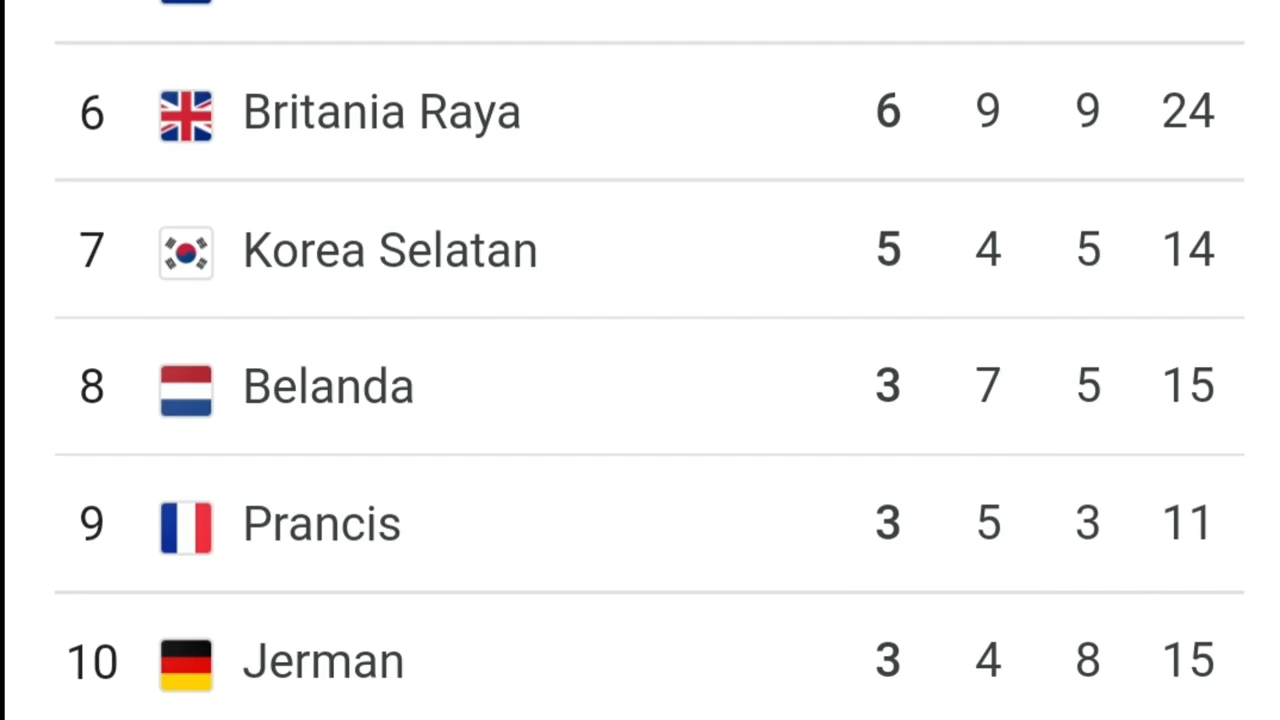 6 Britania Raya 6 9 9 24
7 Korea Selatan 5 4 5 14
8 Belanda 3 7 5 15
9 Prancis 3 5 3 11
10 Jerman 3 4 8 15